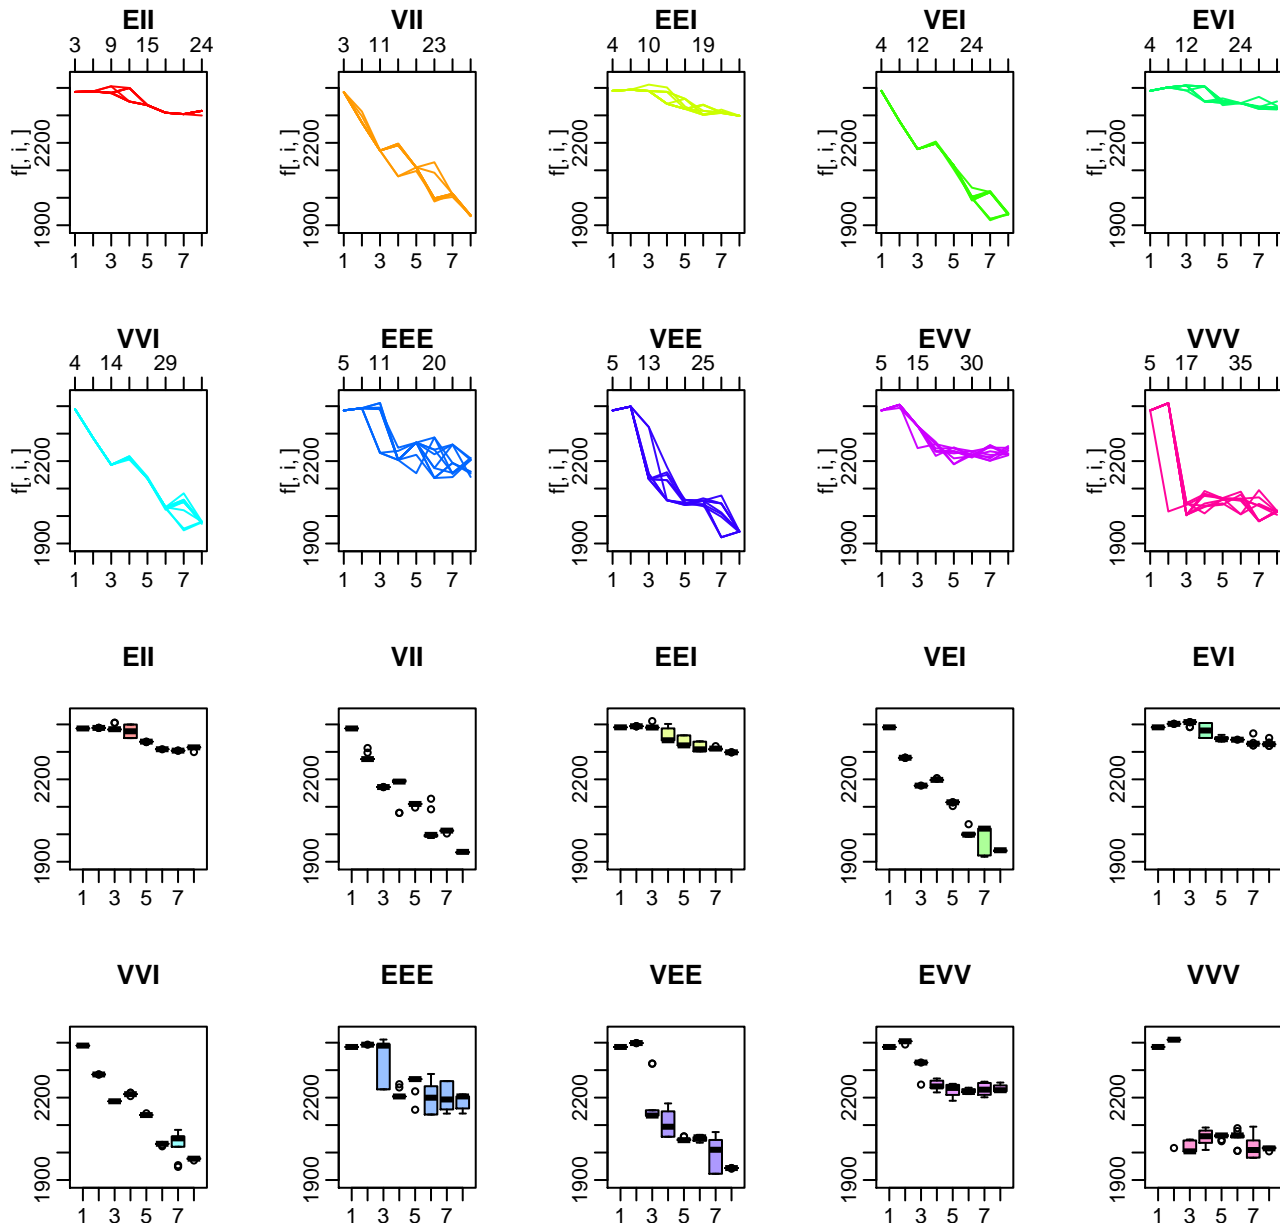 EII VII EEI VEI EVI
3 9 15 24 3 11 23 4 10 19 4 12 24 4 12 24
f[, i, ] 1900 2200 f[, i, ] 1900 2200 f[, i, ] 1900 2200 f[, i, ] 1900 2200 f[, i, ] 1900 2200
1 3 5 7 1 3 5 7 1 3 5 7 1 3 5 7 1 3 5 7
VVI EEE VEE EVV VVV
4 14 29 5 11 20 5 13 25 5 15 30 5 17 35
f[, i, ] 1900 2200 f[, i, ] 1900 2200 f[, i, ] 1900 2200 f[, i, ] 1900 2200 f[, i, ] 1900 2200
1 3 5 7 1 3 5 7 1 3 5 7 1 3 5 7 1 3 5 7
EII VII EEI VEI EVI
1900 2200 1900 2200 1900 2200 1900 2200 1900 2200
1 3 5 7 1 3 5 7 1 3 5 7 1 3 5 7 1 3 5 7
VVI EEE VEE EVV VVV
1900 2200 1900 2200 1900 2200 1900 2200 1900 2200
1 3 5 7 1 3 5 7 1 3 5 7 1 3 5 7 1 3 5 7